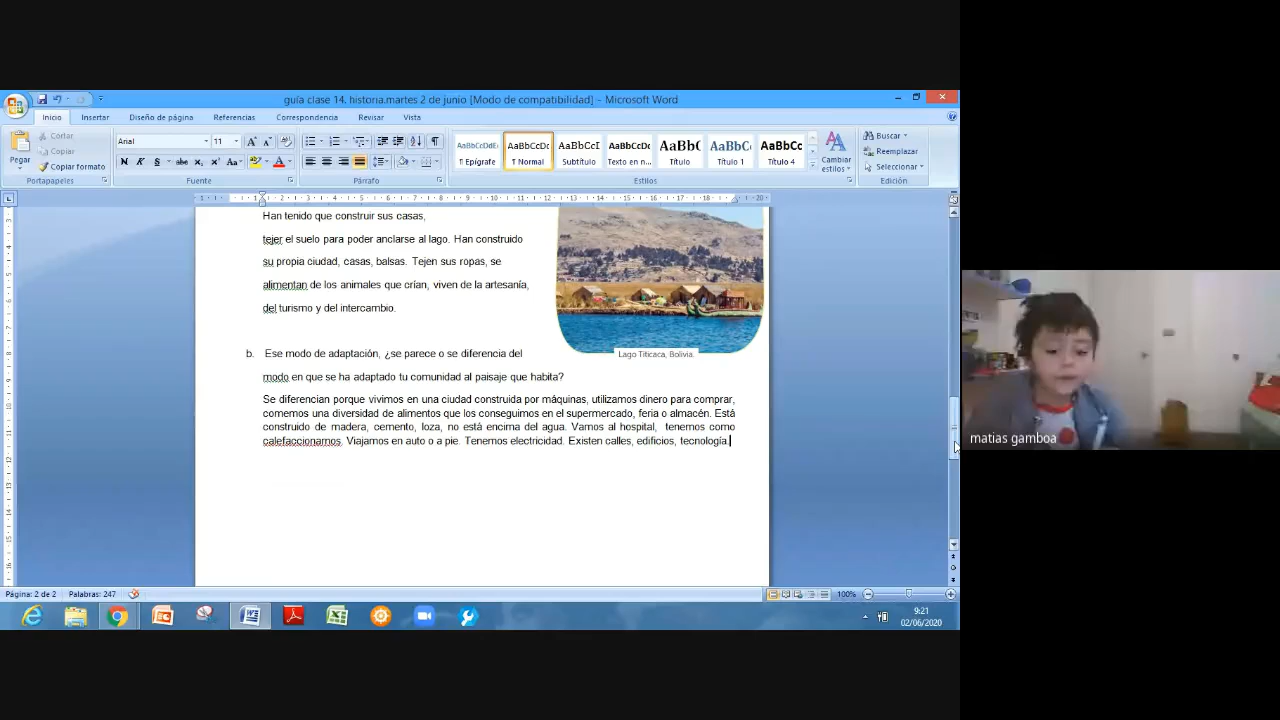 guía clase 14. historia.martes 2 de junio [Modo de compatibilidad] – Microsoft Word
Inicio Insertar Diseño de página Referencias Correspondencia Revisar Vista
Pegar
Cortar
Copiar
Copiar formato
Portapapeles
Arial 11
Fuente
Párrafo
AaBbCcDdE AaBbCcDc AaBbCcI AaBbCcDc AaBb( AaBbC AaBbCc
¶ Epígrafe ¶ Normal Subtítulo Texto en n... Título Título 1 Título 4
Estilos
Cambiar
estilos
Buscar
Reemplazar
Seleccionar
Edición
Han tenido que construir sus casas,
tejer el suelo para poder anclarse al lago. Han construido
su propia ciudad, casas, balsas. Tejen sus ropas, se
alimentan de los animales que crían, viven de la artesanía,
del turismo y del intercambio.
Lago Titicaca, Bolivia.
b. Ese modo de adaptación, ¿se parece o se diferencia del
modo en que se ha adaptado tu comunidad al paisaje que habita?
Se diferencian porque vivimos en una ciudad construida por máquinas, utilizamos dinero para comprar,
comemos una diversidad de alimentos que los conseguimos en el supermercado, feria o almacén. Está
construido de madera, cemento, loza, no está encima del agua. Vamos al hospital, tenemos como
calefaccionarnos. Viajamos en auto o a pie. Tenemos electricidad. Existen calles, edificios, tecnología.
Página: 2 de 2 Palabras: 247
100%
9:21
02/06/2020
matias gamboa